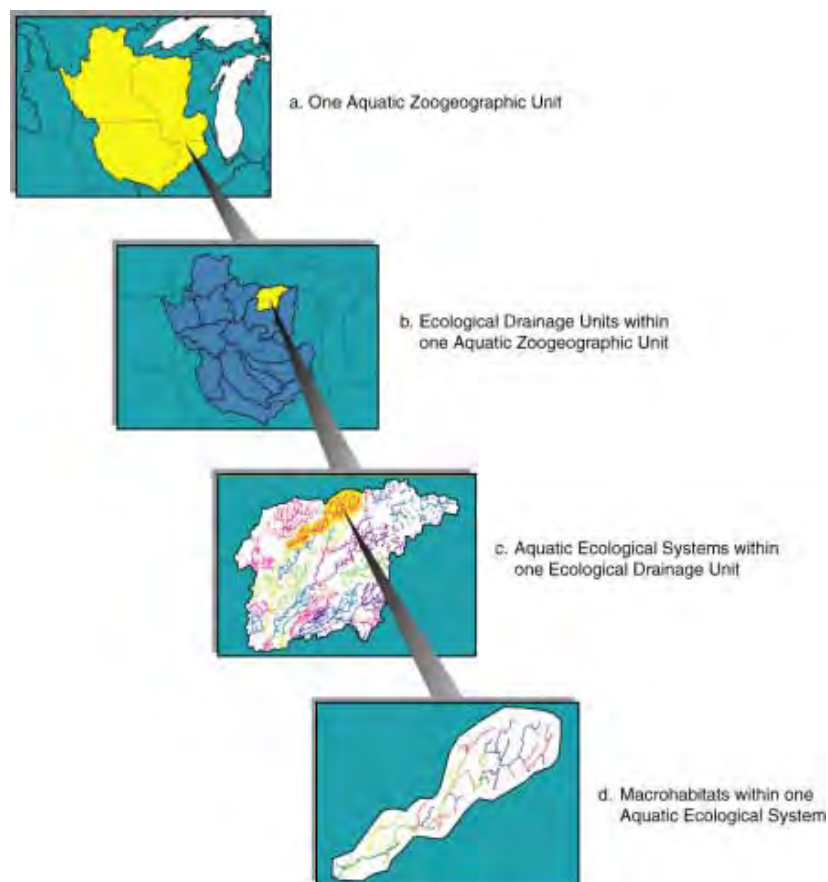 a. One Aquatic Zoogeographic Unit
b. Ecological Drainage Units within
one Aquatic Zoogeographic Unit
c. Aquatic Ecological Systems within
one Ecological Drainage Unit
d. Macrohabitats within one
Aquatic Ecological System